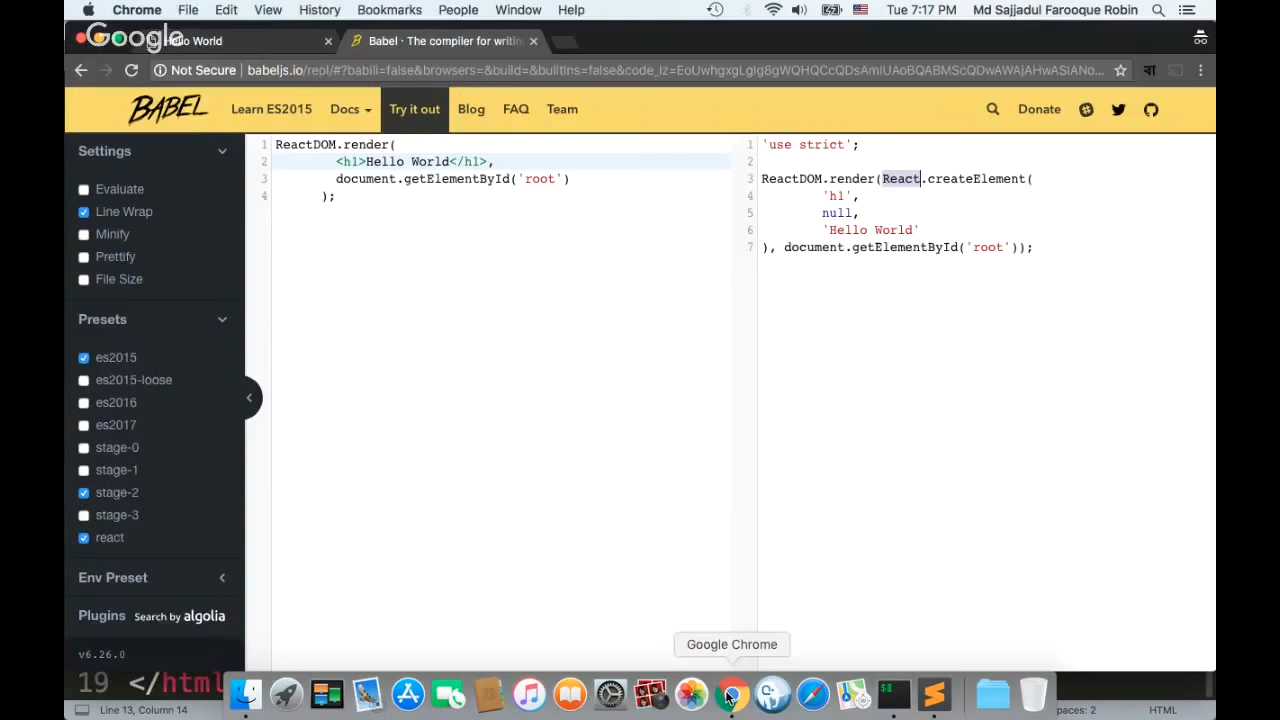 Chrome File Edit View History Bookmarks People Window Help Tue 7:17 PM Md Sajjadul Farooque Robin
Google
Hello World × Babel · The compiler for writin ×
Not Secure babeljs.io/repl/#?babili=false&browsers=&build=&builtIns=false&code_lz=
BABEL Learn ES2015 Docs Try it out Blog FAQ Team Donate
Settings
Evaluate
Line Wrap
Minify
Prettify
File Size
Presets
es2015
es2015-loose
es2016
es2017
stage-0
stage-1
stage-2
stage-3
react
Env Preset
Plugins Search by algolia
v6.26.0
1 ReactDOM.render(
2 <h1>Hello World</h1>,
3 document.getElementById('root')
4 );
1 'use strict';
2
3 ReactDOM.render(React.createElement(
4 'h1',
5 null,
6 'Hello World'
7 ), document.getElementById('root'));
Google Chrome
19 </html
Line 13, Column 14 paces: 2 HTML